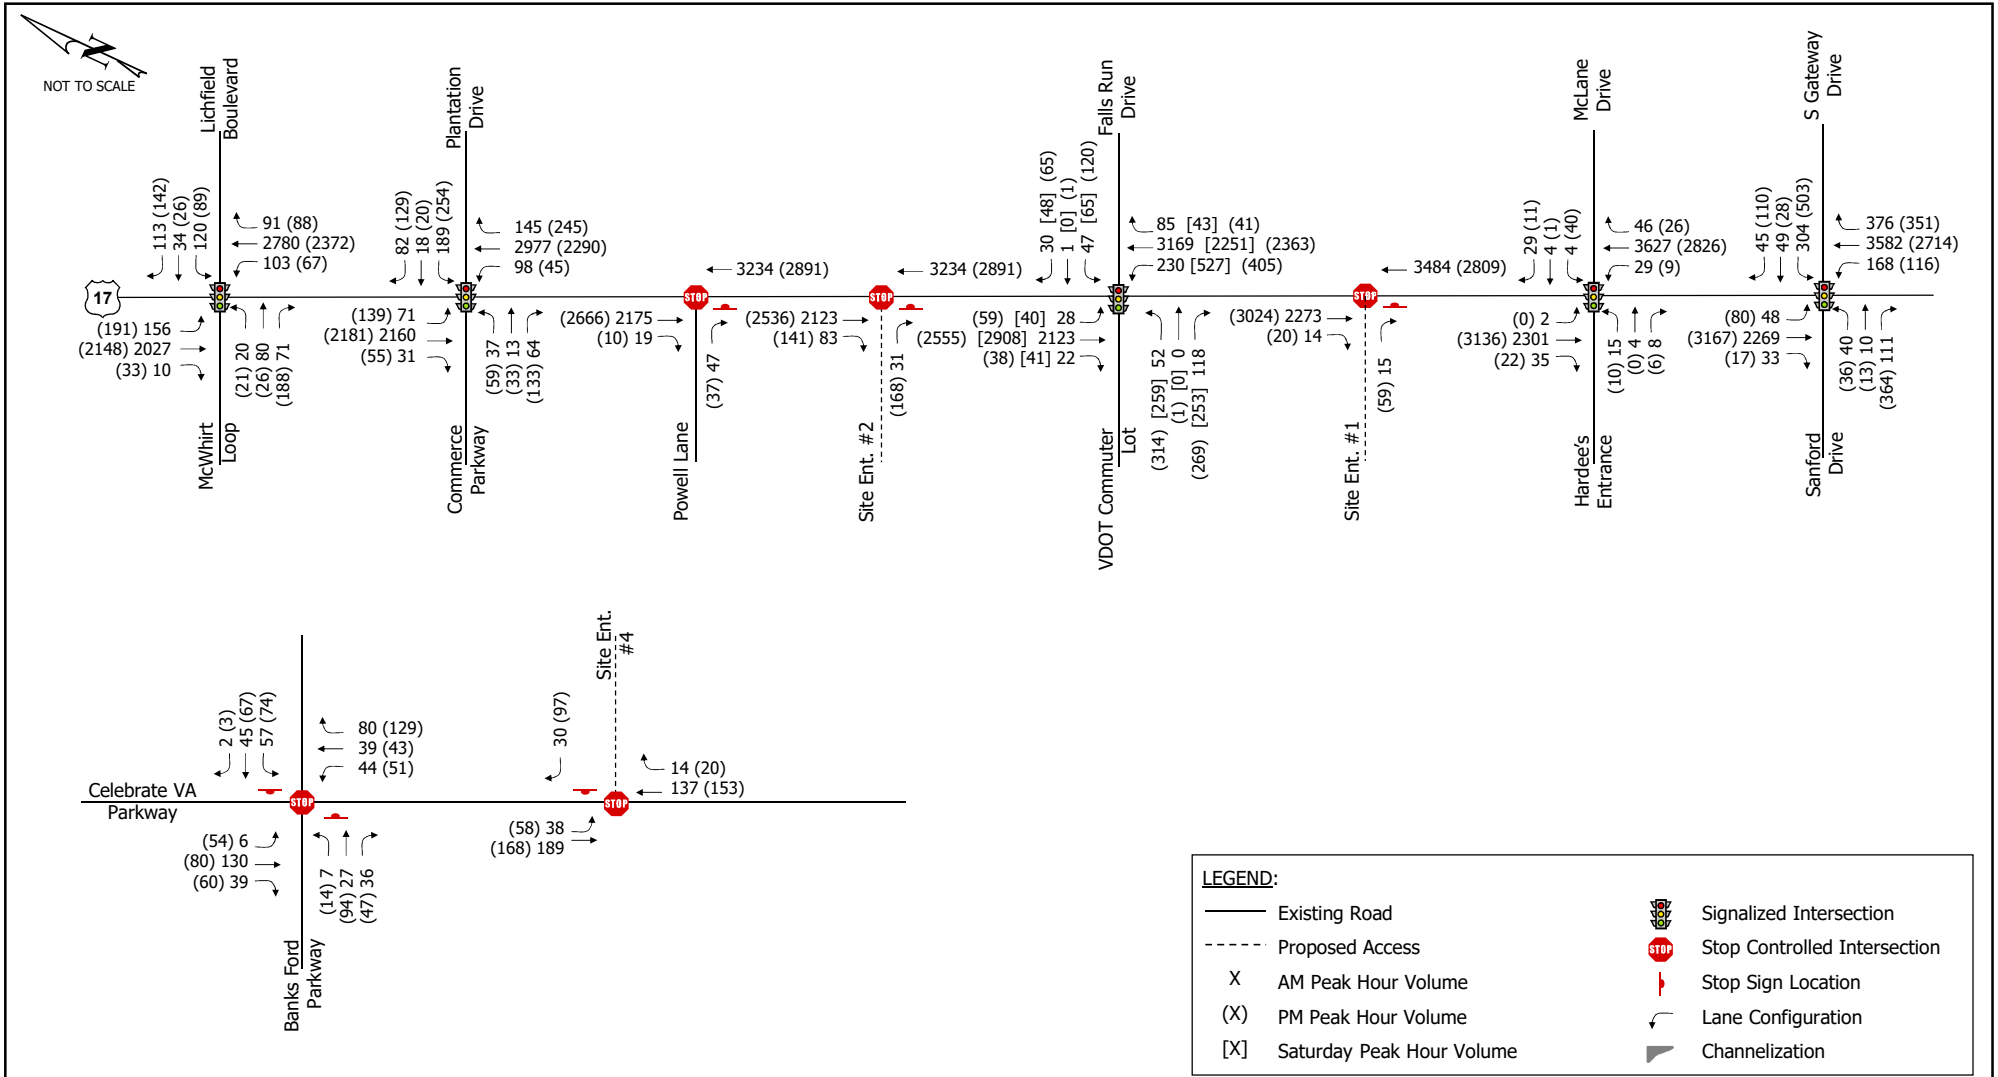 N
NOT TO SCALE
17
Lichfield
Boulevard
113 (142)
34 (26)
120 (89)
91 (88)
2780 (2372)
103 (67)
(191) 156
(2148) 2027
(33) 10
(21) 20
(26) 80
(188) 71
McWhirt
Loop
Plantation
Drive
82 (129)
18 (20)
189 (254)
145 (245)
2977 (2290)
98 (45)
(139) 71
(2181) 2160
(55) 31
(59) 37
(33) 13
(133) 64
Commerce
Parkway
STOP
3234 (2891)
(2666) 2175
(10) 19
(37) 47
Powell Lane
STOP
3234 (2891)
(2536) 2123
(141) 83
(168) 31
Site Ent. #2
Falls Run
Drive
30 [48] (65)
1 [0] (1)
47 [65] (120)
85 [43] (41)
3169 [2251] (2363)
230 [527] (405)
(59) [40] 28
(2555) [2908] 2123
(38) [41] 22
(314) [259] 52
(1) [0] 0
(269) [253] 118
VDOT Commuter
Lot
STOP
3484 (2809)
(3024) 2273
(20) 14
(59) 15
Site Ent. #1
McLane
Drive
29 (11)
4 (1)
4 (40)
46 (26)
3627 (2826)
29 (9)
(0) 2
(3136) 2301
(22) 35
(10) 15
(0) 4
(6) 8
Hardee's
Entrance
S Gateway
Drive
45 (110)
49 (28)
304 (503)
376 (351)
3582 (2714)
168 (116)
(80) 48
(3167) 2269
(17) 33
(36) 40
(13) 10
(364) 111
Sanford
Drive
Celebrate VA
Parkway
2 (3)
45 (67)
57 (74)
80 (129)
39 (43)
44 (51)
STOP
(54) 6
(80) 130
(60) 39
(14) 7
(94) 27
(47) 36
Banks Ford
Parkway
Site Ent.
#4
30 (97)
14 (20)
137 (153)
STOP
(58) 38
(168) 189
LEGEND:
Existing Road
Proposed Access
X AM Peak Hour Volume
(X) PM Peak Hour Volume
[X] Saturday Peak Hour Volume
Signalized Intersection
STOP Stop Controlled Intersection
Stop Sign Location
Lane Configuration
Channelization